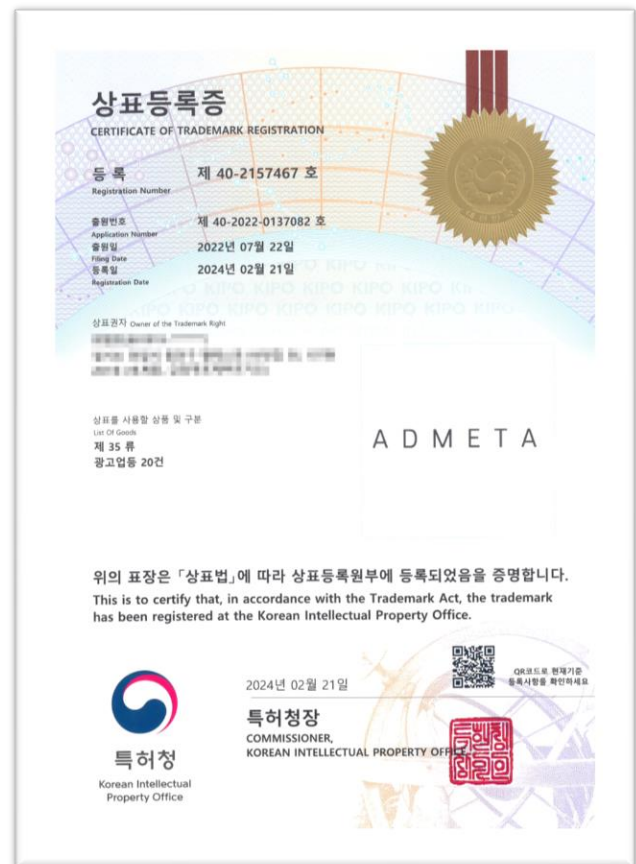 상표등록증
CERTIFICATE OF TRADEMARK REGISTRATION
등 록 제 40-2157467 호
Registration Number
출원번호 제 40-2022-0137082 호
Application Number
출원일 2022년 07월 22일
Filing Date
등록일 2024년 02월 21일
Registration Date
KIPO KIPO KIPO KIPO KIPO
KIPO KIPO KIPO KIPO KIPO KIPO
상표권자 Owner of the Trademark Right
상표를 사용할 상품 및 구분
List Of Goods
제 35 류
광고업등 20건
ADMETA
위의 표장은 「상표법」에 따라 상표등록원부에 등록되었음을 증명합니다.
This is to certify that, in accordance with the Trademark Act, the trademark
has been registered at the Korean Intellectual Property Office.
QR코드로 현재기준
등록사항을 확인하세요
2024년 02월 21일
특허청장
COMMISSIONER,
KOREAN INTELLECTUAL PROPERTY OFFICE
특허청
Korean Intellectual
Property Office